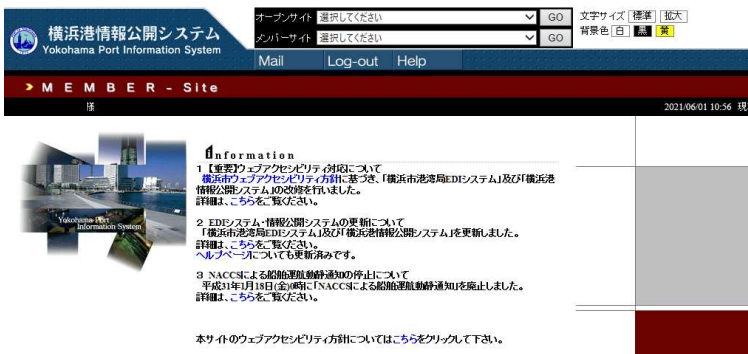 横浜港情報公開システム
Yokohama Port Information System
オープンサイト 選択してください GO
メンバーサイト 選択してください GO
文字サイズ 標準 拡大
背景色 白 黒 黄
Mail Log-out Help
MEMBER-Site
様 2021/06/01 10:56 現
Yokohama Port
Information System
Information
1 【重要】ウェブアクセシビリティ対応について
横浜市ウェブアクセシビリティ方針に基づき、「横浜市港湾局EDIシステム」及び「横浜港
情報公開システム」の改修を行いました。
詳細は、こちらをご覧ください。
2 EDIシステム・情報公開システムの更新について
「横浜市港湾局EDIシステム」及び「横浜港情報公開システム」を更新しました。
詳細は、こちらをご覧ください。
ヘルプページについても更新済みです。
3 NACCSによる船舶運航動静通知の停止について
平成31年1月18日(金)0時に「NACCSによる船舶運航動静通知」を廃止しました。
詳細は、こちらをご覧ください。
本サイトのウェブアクセシビリティ方針についてはこちらをクリックして下さい。